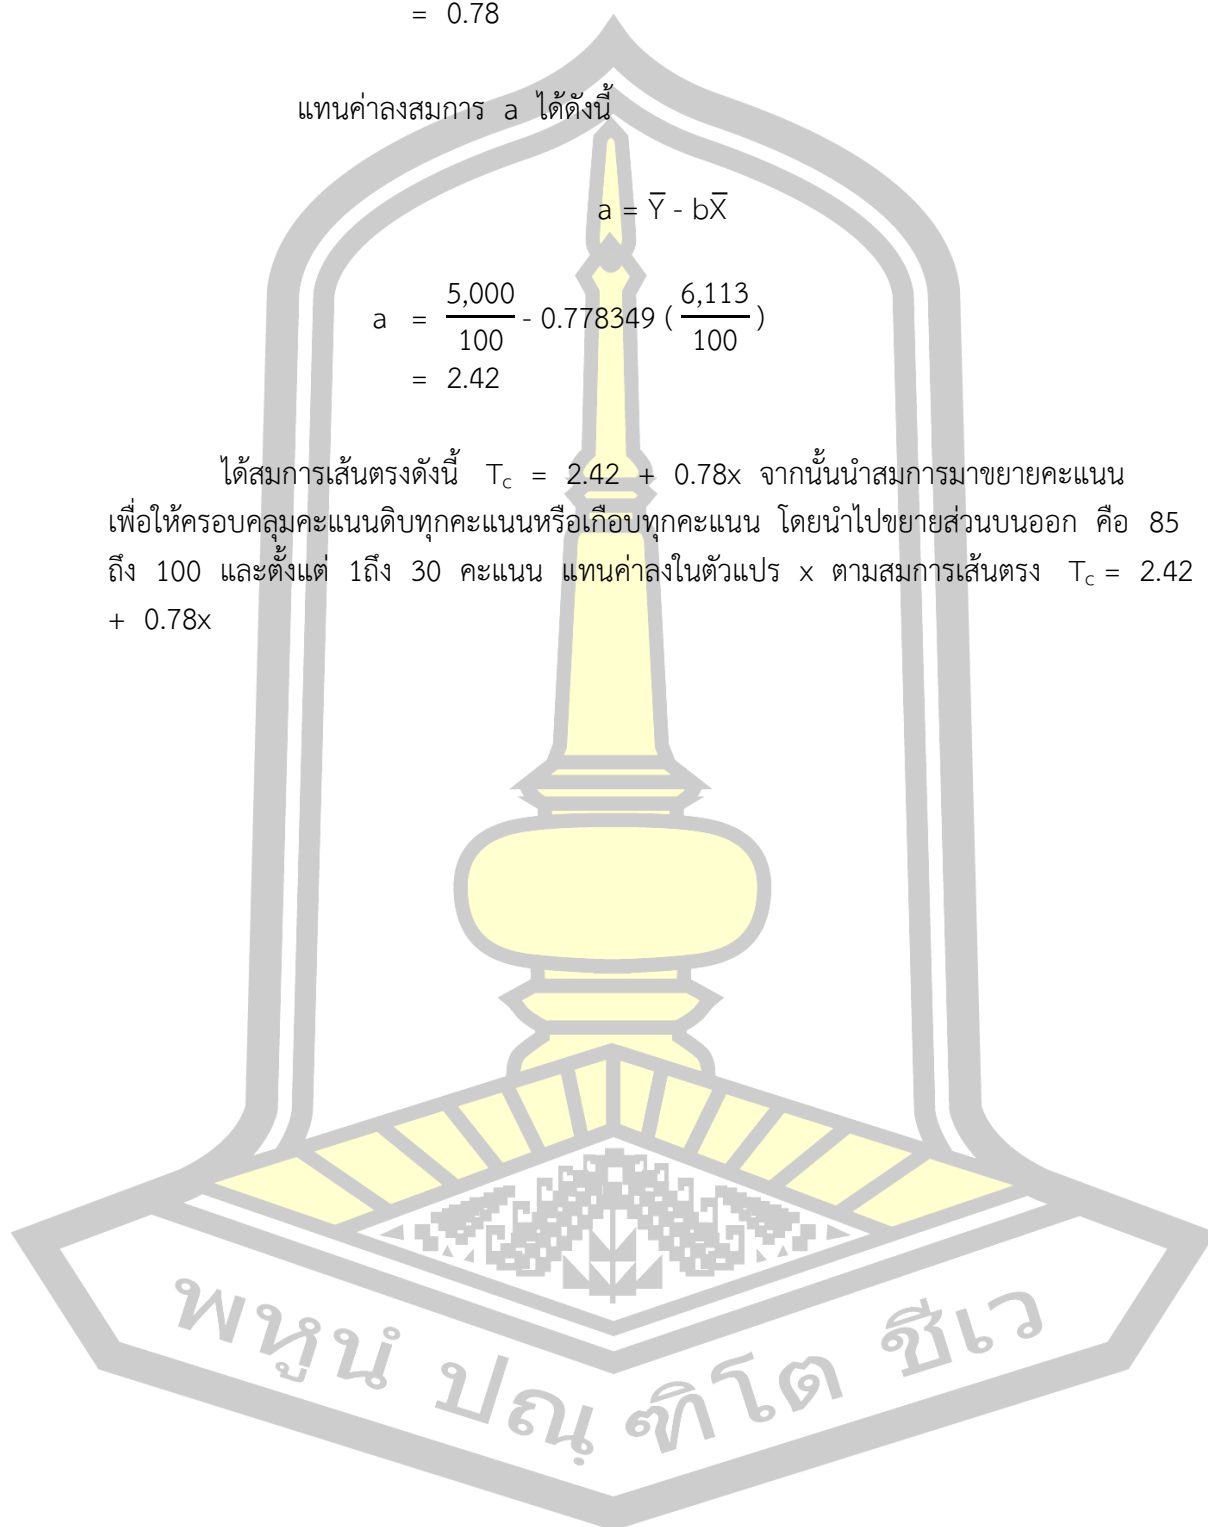 = 0.78
แทนค่าลงสมการ a ได้ดังนี้
a = Y̅ - bX̅
a = 5,000/100 - 0.778349 ( 6,113/100 )
= 2.42
ได้สมการเส้นตรงดังนี้ T꜀ = 2.42 + 0.78x จากนั้นนำสมการมาขยายคะแนน
เพื่อให้ครอบคลุมคะแนนดิบทุกคะแนนหรือเกือบทุกคะแนน โดยนำไปขยายส่วนบนออก คือ 85
ถึง 100 และตั้งแต่ 1ถึง 30 คะแนน แทนค่าลงในตัวแปร x ตามสมการเส้นตรง T꜀ = 2.42
+ 0.78x
พหูนํ ปณฺฑิโต ชีเว